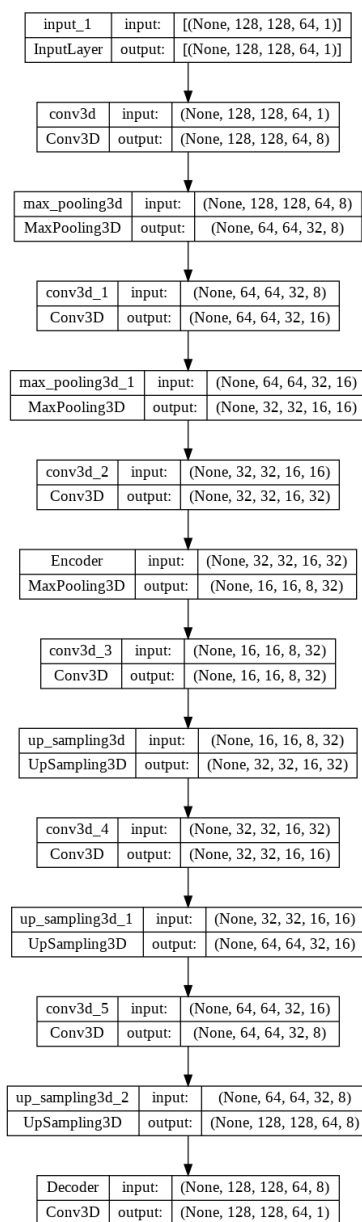 input_1 input: [(None, 128, 128, 64, 1)]
InputLayer output: [(None, 128, 128, 64, 1)]
conv3d input: (None, 128, 128, 64, 1)
Conv3D output: (None, 128, 128, 64, 8)
max_pooling3d input: (None, 128, 128, 64, 8)
MaxPooling3D output: (None, 64, 64, 32, 8)
conv3d_1 input: (None, 64, 64, 32, 8)
Conv3D output: (None, 64, 64, 32, 16)
max_pooling3d_1 input: (None, 64, 64, 32, 16)
MaxPooling3D output: (None, 32, 32, 16, 16)
conv3d_2 input: (None, 32, 32, 16, 16)
Conv3D output: (None, 32, 32, 16, 32)
Encoder input: (None, 32, 32, 16, 32)
MaxPooling3D output: (None, 16, 16, 8, 32)
conv3d_3 input: (None, 16, 16, 8, 32)
Conv3D output: (None, 16, 16, 8, 32)
up_sampling3d input: (None, 16, 16, 8, 32)
UpSampling3D output: (None, 32, 32, 16, 32)
conv3d_4 input: (None, 32, 32, 16, 32)
Conv3D output: (None, 32, 32, 16, 16)
up_sampling3d_1 input: (None, 32, 32, 16, 16)
UpSampling3D output: (None, 64, 64, 32, 16)
conv3d_5 input: (None, 64, 64, 32, 16)
Conv3D output: (None, 64, 64, 32, 8)
up_sampling3d_2 input: (None, 64, 64, 32, 8)
UpSampling3D output: (None, 128, 128, 64, 8)
Decoder input: (None, 128, 128, 64, 8)
Conv3D output: (None, 128, 128, 64, 1)